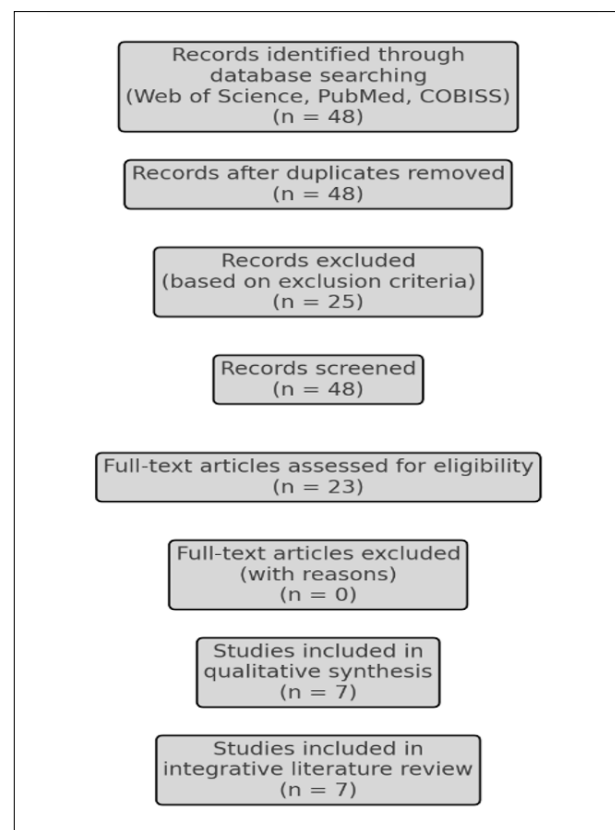 Records identified through
database searching
(Web of Science, PubMed, COBISS)
(n = 48)
Records after duplicates removed
(n = 48)
Records excluded
(based on exclusion criteria)
(n = 25)
Records screened
(n = 48)
Full-text articles assessed for eligibility
(n = 23)
Full-text articles excluded
(with reasons)
(n = 0)
Studies included in
qualitative synthesis
(n = 7)
Studies included in
integrative literature review
(n = 7)